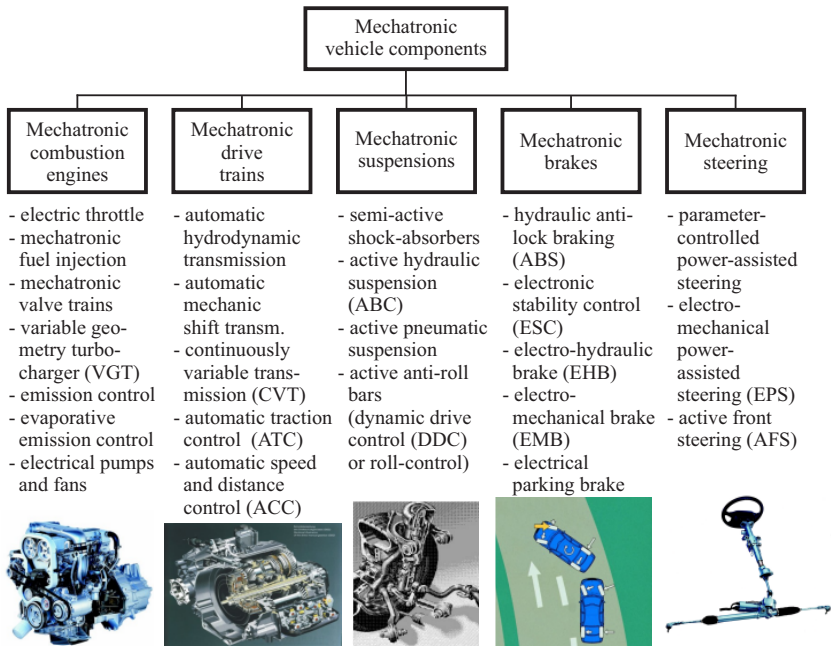 Mechatronic
vehicle components
Mechatronic
combustion
engines
- electric throttle
- mechatronic
fuel injection
- mechatronic
valve trains
- variable geo-
metry turbo-
charger (VGT)
- emission control
- evaporative
emission control
- electrical pumps
and fans
Mechatronic
drive
trains
- automatic
hydrodynamic
transmission
- automatic
mechanic
shift transm.
- continuously
variable trans-
mission (CVT)
- automatic traction
control (ATC)
- automatic speed
and distance
control (ACC)
Mechatronic
suspensions
- semi-active
shock-absorbers
- active hydraulic
suspension
(ABC)
- active pneumatic
suspension
- active anti-roll
bars
(dynamic drive
control (DDC)
or roll-control)
Mechatronic
brakes
- hydraulic anti-
lock braking
(ABS)
- electronic
stability control
(ESC)
- electro-hydraulic
brake (EHB)
- electro-
mechanical brake
(EMB)
- electrical
parking brake
Mechatronic
steering
- parameter-
controlled
power-assisted
steering
- electro-
mechanical
power-
assisted
steering (EPS)
- active front
steering (AFS)